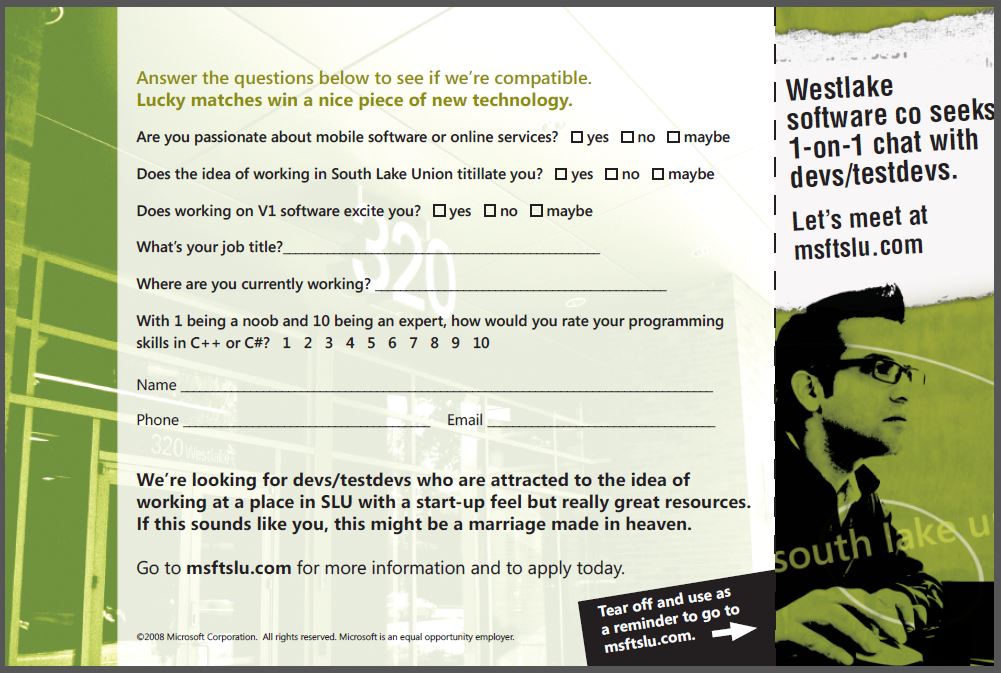 Answer the questions below to see if we're compatible.
Lucky matches win a nice piece of new technology.
Are you passionate about mobile software or online services? yes no maybe
Does the idea of working in South Lake Union titillate you? yes no maybe
Does working on V1 software excite you? yes no maybe
What's your job title?
Where are you currently working?
With 1 being a noob and 10 being an expert, how would you rate your programming
skills in C++ or C#? 1 2 3 4 5 6 7 8 9 10
Name
Phone Email
We're looking for devs/testdevs who are attracted to the idea of
working at a place in SLU with a start-up feel but really great resources.
If this sounds like you, this might be a marriage made in heaven.
Go to msftslu.com for more information and to apply today.
©2008 Microsoft Corporation. All rights reserved. Microsoft is an equal opportunity employer.
Tear off and use as
a reminder to go to
msftslu.com.
320
320 Westlake
Westlake
software co seeks
1-on-1 chat with
devs/testdevs.
Let's meet at
msftslu.com
south lake u